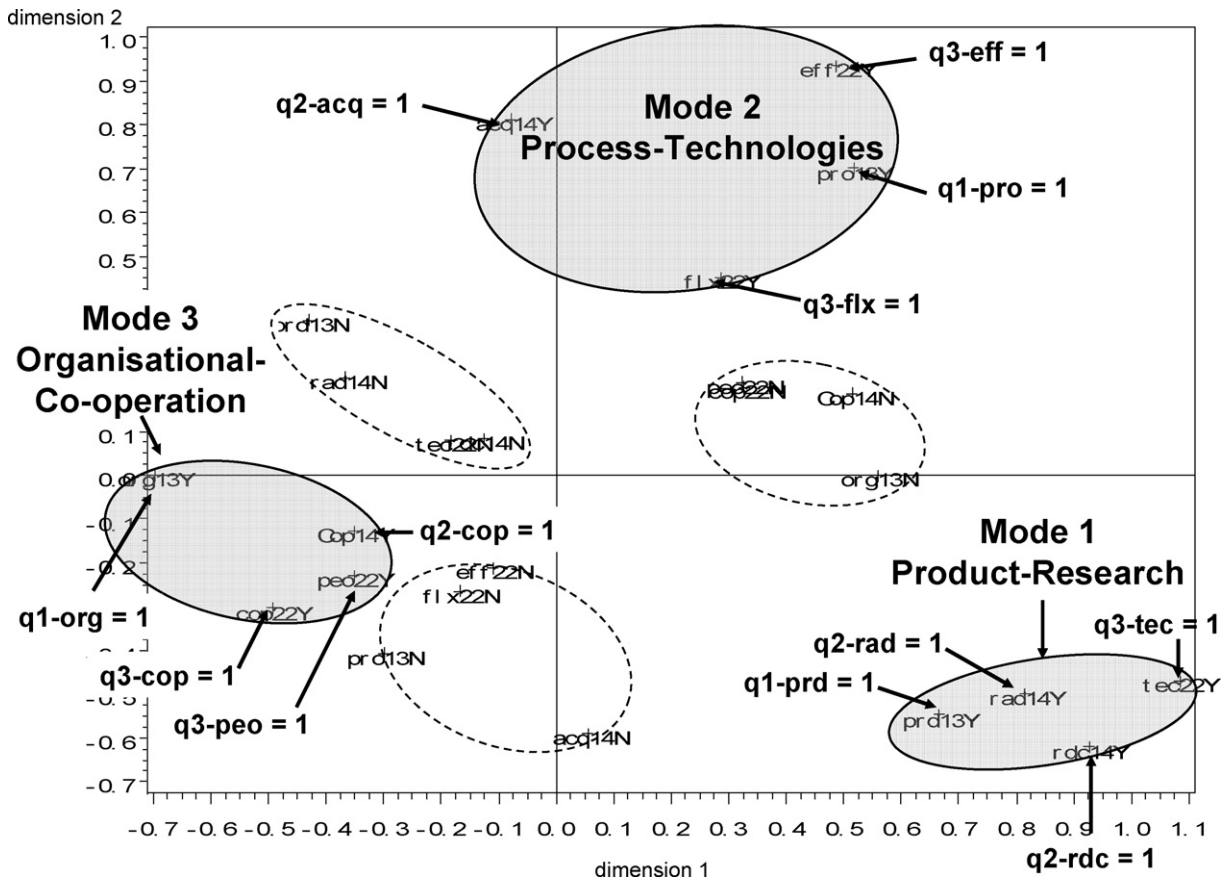 dimension 2
1.0
q3-eff = 1
eff22Y
0.9
q2-acq = 1
Mode 2
0.8
acq14Y
Process-Technologies
0.7
pro13Y
q1-pro = 1
0.6
0.5
flx22Y
q3-flx = 1
Mode 3
Organisational-
Co-operation
prd13N
rad14N
Cop14N
cop22N
0.1
tec22N
rdc14N
0.0
org13Y
org13N
-0.1
Cop14Y
q2-cop = 1
Mode 1
Product-Research
-0.2
peo22Y
eff22N
flx22N
q1-org = 1
cop22Y
q3-tec = 1
q2-rad = 1
q3-cop = 1
prd13N
q1-prd = 1
tec22Y
-0.5
rad14Y
q3-peo = 1
prd13Y
-0.6
acq14N
rdc14Y
-0.7
-0.7 -0.6 -0.5 -0.4 -0.3 -0.2 -0.1 0.0 0.1 0.2 0.3 0.4 0.5 0.6 0.7 0.8 0.9 1.0 1.1
dimension 1
q2-rdc = 1